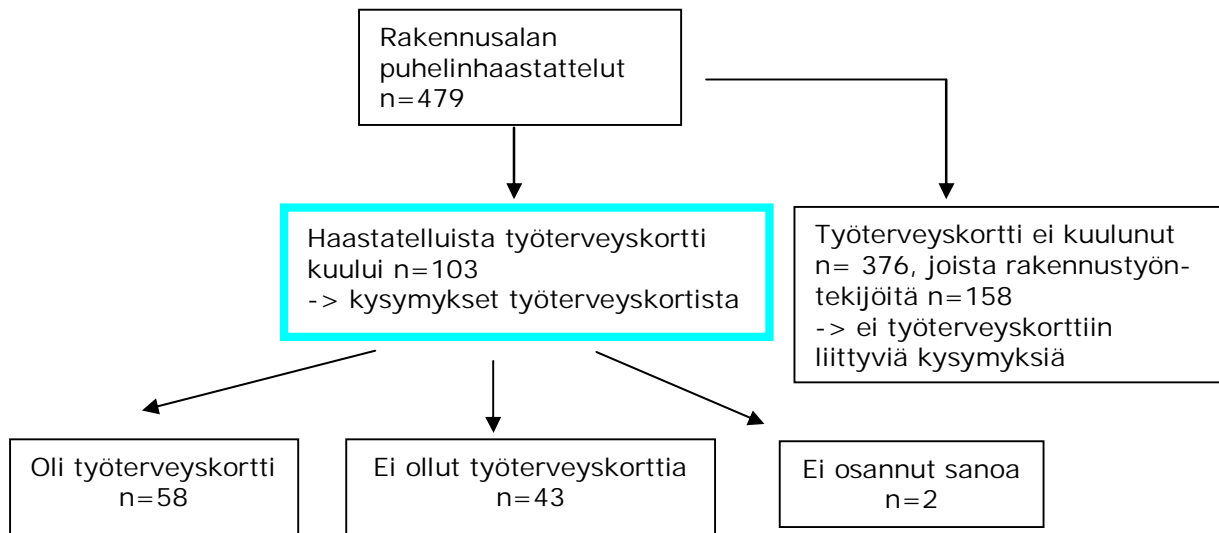 Rakennusalan
puhelinhaastattelut
n=479
Haastatelluista työterveyskortti
kuului n=103
-> kysymykset työterveyskortista
Työterveyskortti ei kuulunut
n= 376, joista rakennustyön-
tekijöitä n=158
-> ei työterveyskorttiin
liittyviä kysymyksiä
Oli työterveyskortti
n=58
Ei ollut työterveyskorttia
n=43
Ei osannut sanoa
n=2